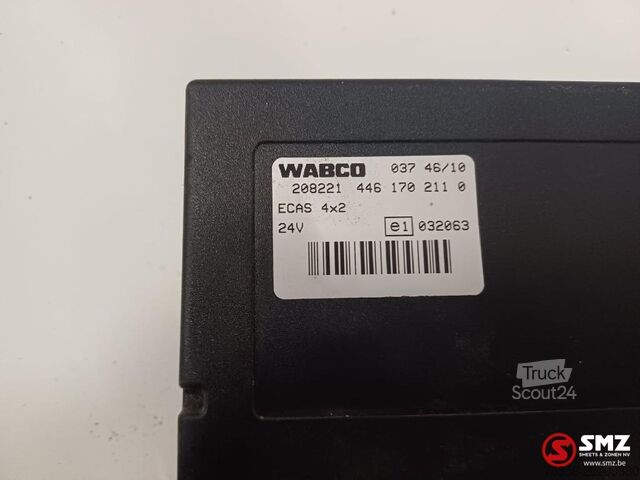 WABCO 037 46/10
208221 446 170 211 0
ECAS 4x2
24V e1 032063
Truck
Scout24
SMZ
SMEETS & ZONEN NV
www.smz.be